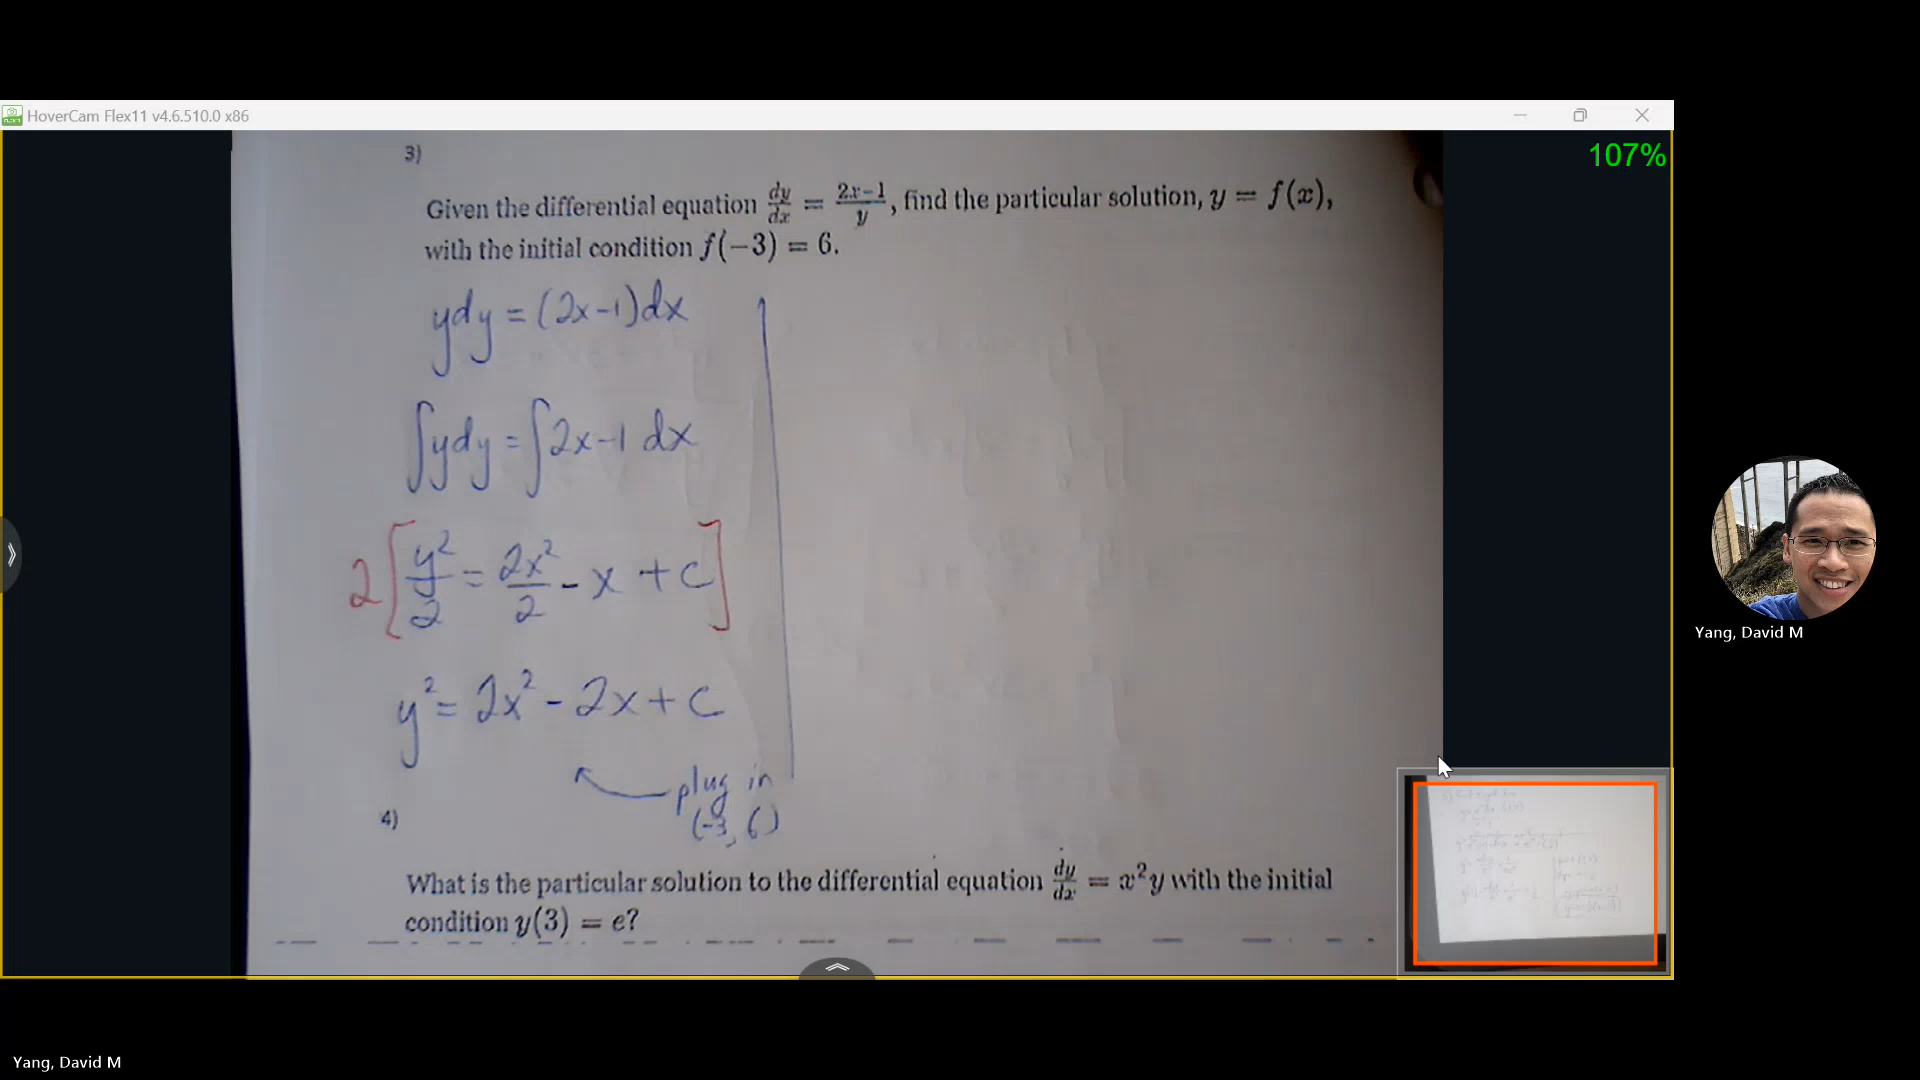 HoverCam Flex11 v4.6.510.0 x86
107%
3)
Given the differential equation dy/dx = (2x-1)/y, find the particular solution, y = f(x),
with the initial condition f(-3) = 6.
ydy = (2x-1)dx
∫ydy = ∫2x-1 dx
2[y²/2 = 2x²/2 - x + C]
y² = 2x² - 2x + C
plug in
(-3, 6)
4)
What is the particular solution to the differential equation dy/dx = x²y with the initial
condition y(3) = e?
Yang, David M
Yang, David M